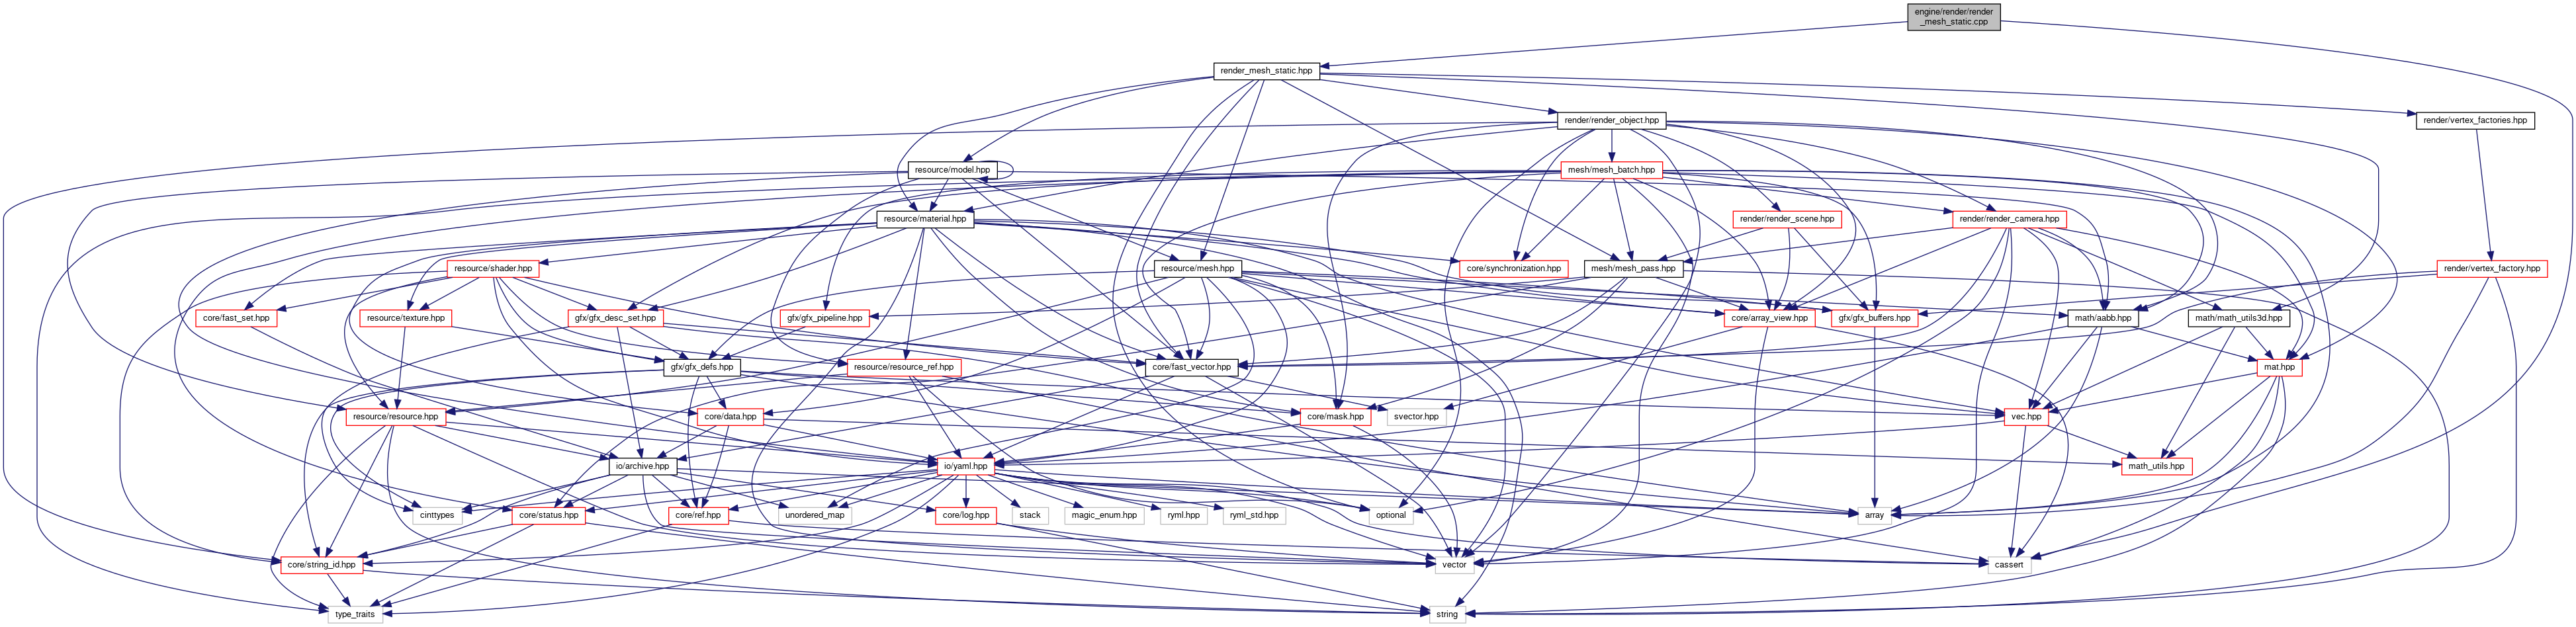 engine/render/render
_mesh_static.cpp
render_mesh_static.hpp
render/render_object.hpp
render/vertex_factories.hpp
resource/model.hpp
mesh/mesh_batch.hpp
resource/material.hpp
render/render_scene.hpp
render/render_camera.hpp
resource/shader.hpp
resource/mesh.hpp
core/synchronization.hpp
mesh/mesh_pass.hpp
render/vertex_factory.hpp
core/fast_set.hpp
resource/texture.hpp
gfx/gfx_desc_set.hpp
gfx/gfx_pipeline.hpp
core/array_view.hpp
gfx/gfx_buffers.hpp
math/aabb.hpp
math/math_utils3d.hpp
gfx/gfx_defs.hpp
resource/resource_ref.hpp
core/fast_vector.hpp
mat.hpp
resource/resource.hpp
core/data.hpp
core/mask.hpp
svector.hpp
vec.hpp
io/archive.hpp
io/yaml.hpp
math_utils.hpp
cinttypes
core/status.hpp
core/ref.hpp
unordered_map
core/log.hpp
stack
magic_enum.hpp
ryml.hpp
ryml_std.hpp
optional
array
core/string_id.hpp
vector
cassert
type_traits
string